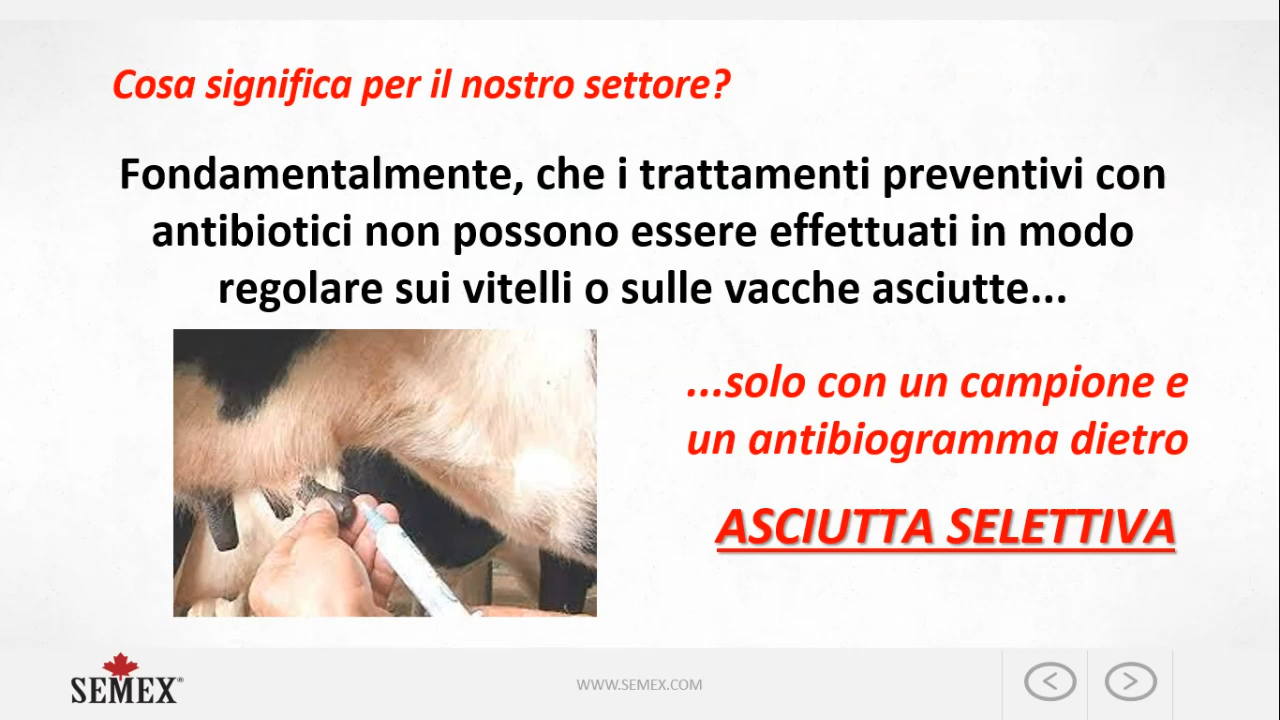 Cosa significa per il nostro settore?
Fondamentalmente, che i trattamenti preventivi con
antibiotici non possono essere effettuati in modo
regolare sui vitelli o sulle vacche asciutte...
...solo con un campione e
un antibiogramma dietro
ASCIUTTA SELETTIVA
SEMEX®
WWW.SEMEX.COM